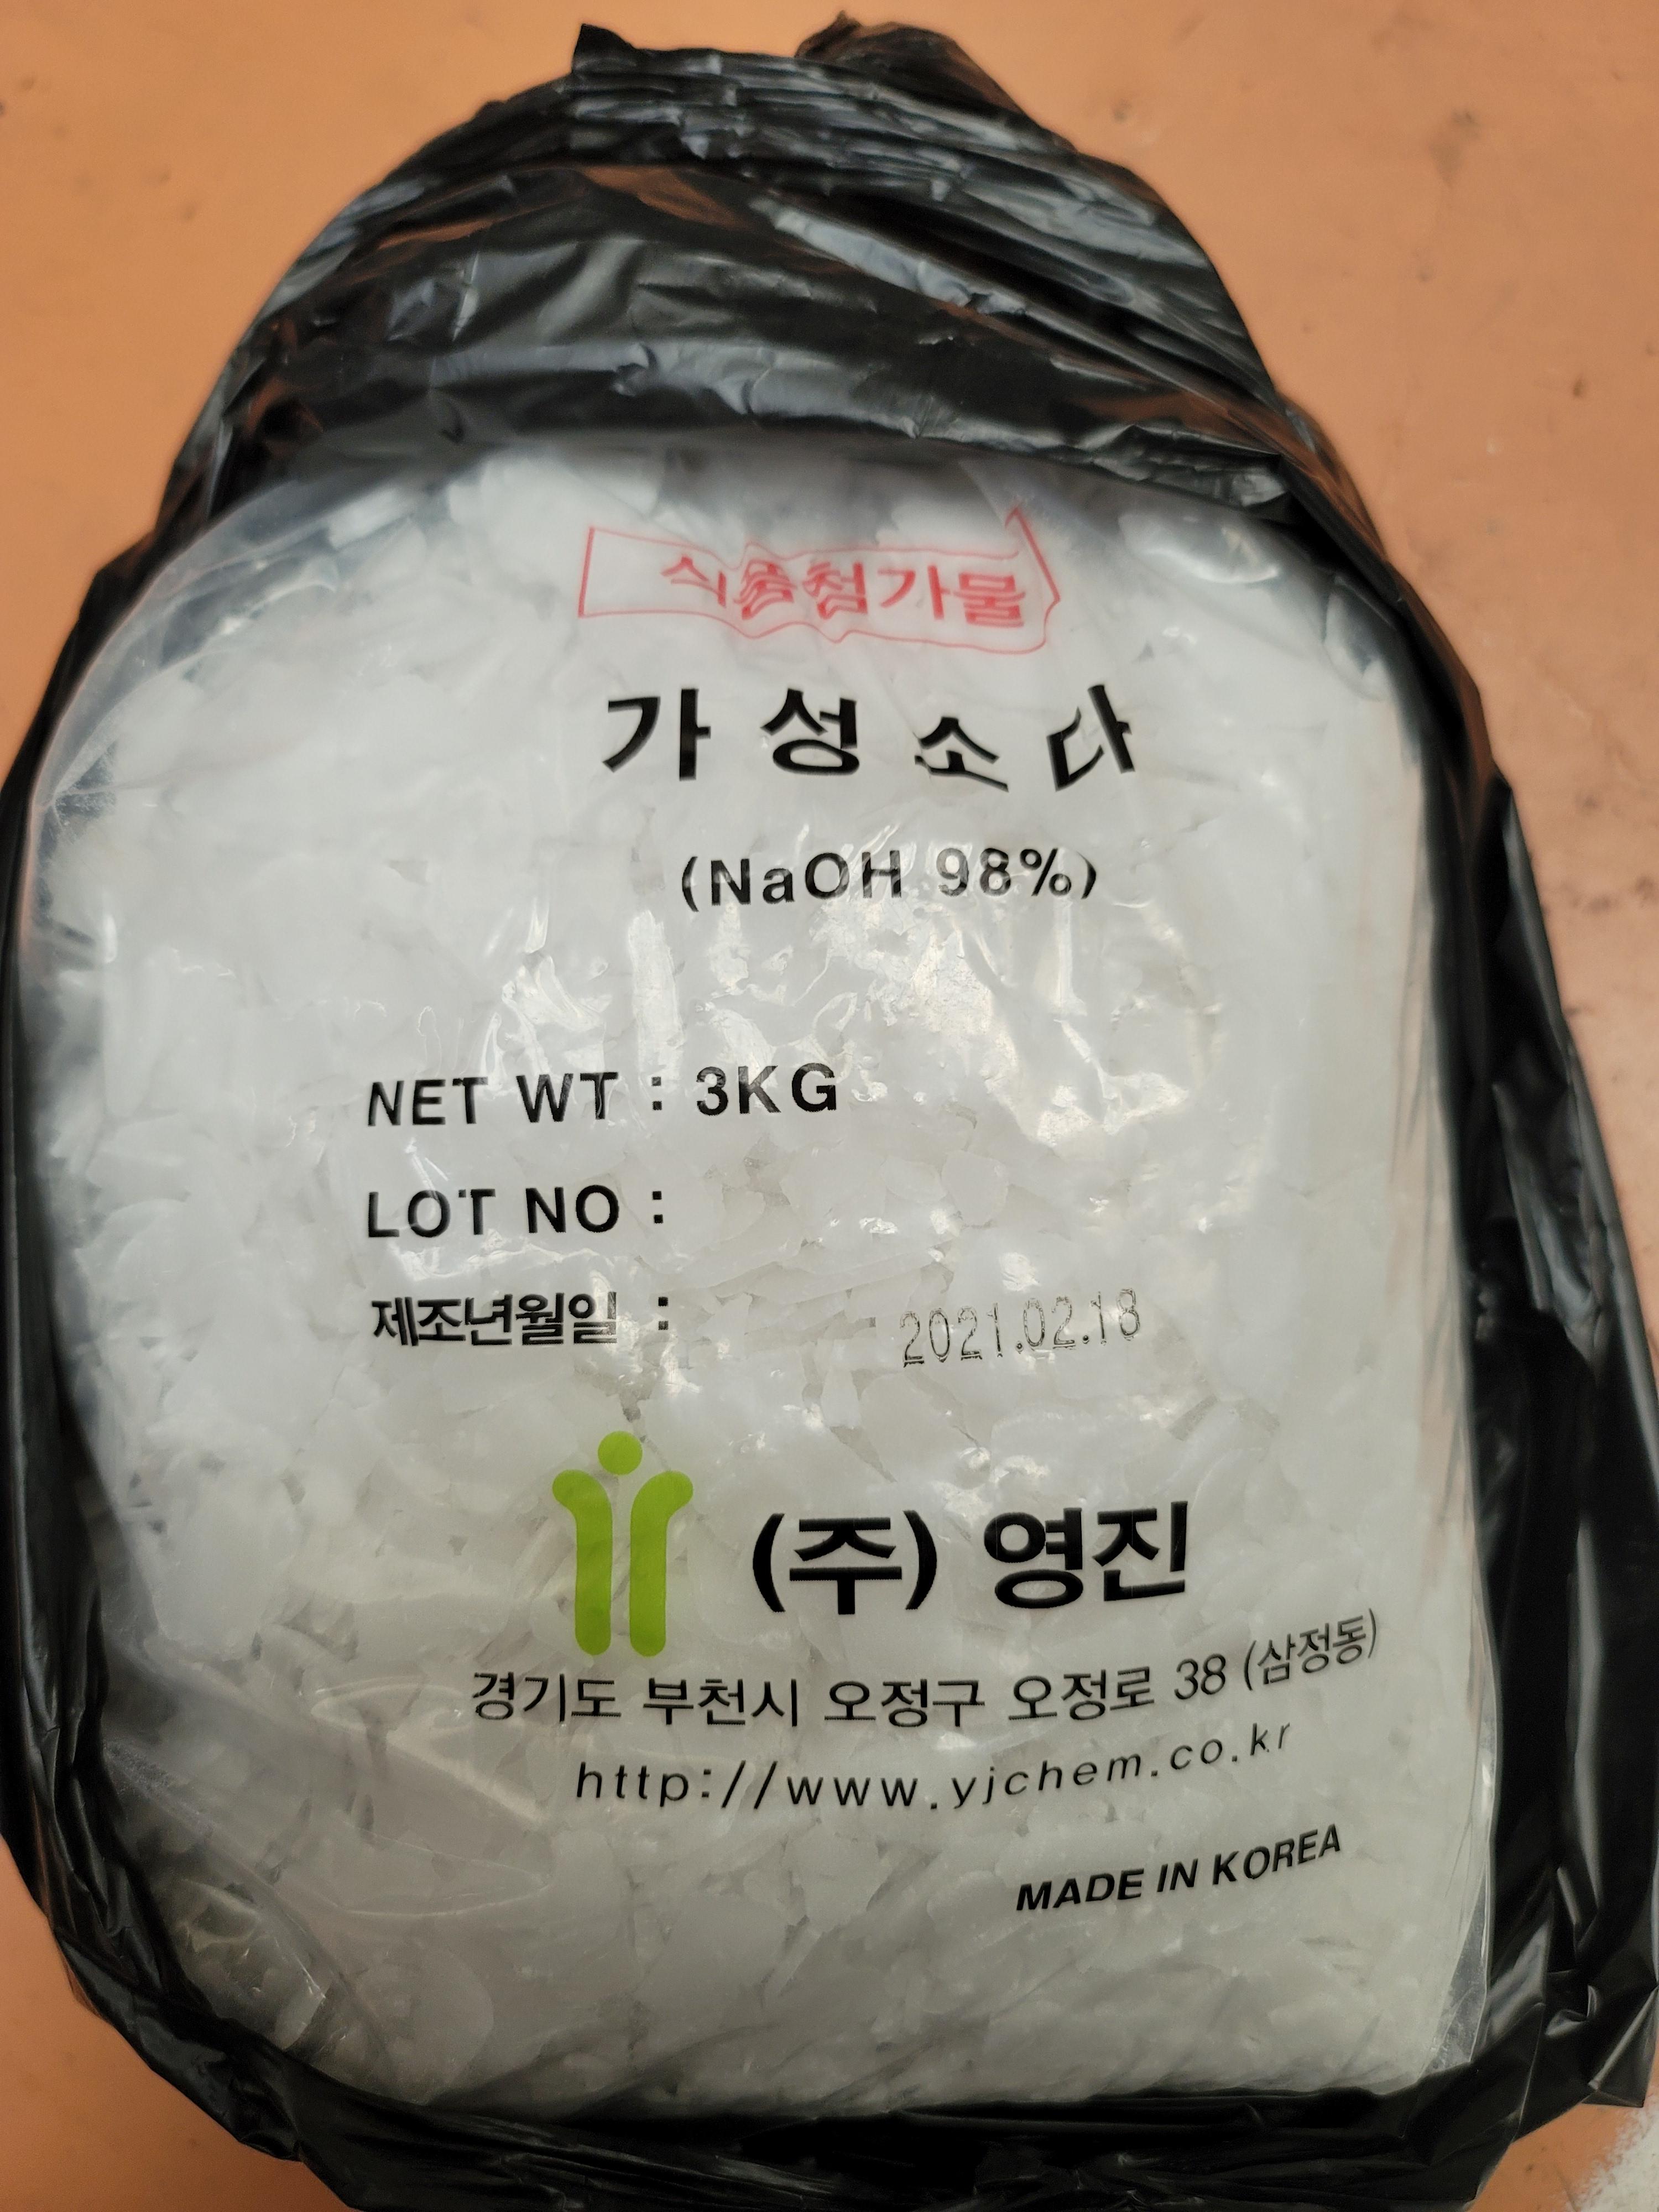 식품첨가물
가성소다
(NaOH 98%)
NET WT : 3KG
LOT NO :
제조년월일 : 2021.02.18
(주) 영진
경기도 부천시 오정구 오정로 38 (삼정동)
http://www.yjchem.co.kr
MADE IN KOREA